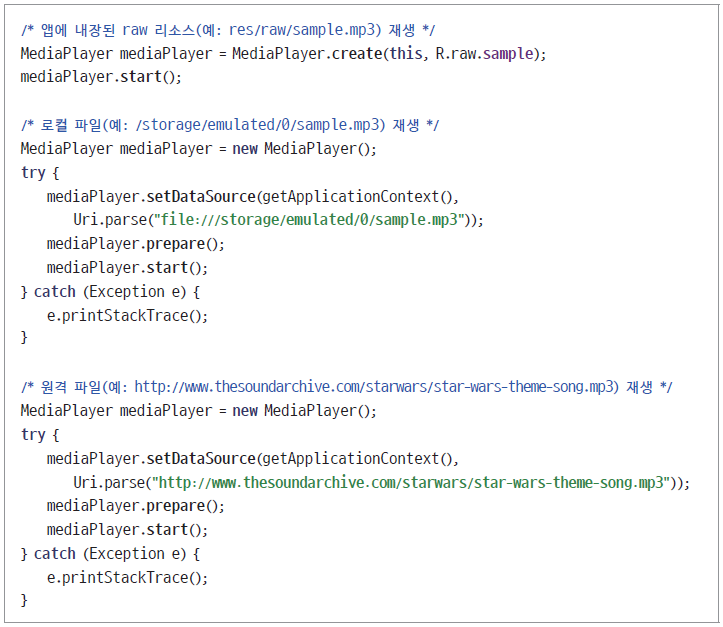 /* 앱에 내장된 raw 리소스(예: res/raw/sample.mp3) 재생 */
MediaPlayer mediaPlayer = MediaPlayer.create(this, R.raw.sample);
mediaPlayer.start();
/* 로컬 파일(예: /storage/emulated/0/sample.mp3) 재생 */
MediaPlayer mediaPlayer = new MediaPlayer();
try {
mediaPlayer.setDataSource(getApplicationContext(),
Uri.parse("file:///storage/emulated/0/sample.mp3"));
mediaPlayer.prepare();
mediaPlayer.start();
} catch (Exception e) {
e.printStackTrace();
}
/* 원격 파일(예: http://www.thesoundarchive.com/starwars/star-wars-theme-song.mp3) 재생 */
MediaPlayer mediaPlayer = new MediaPlayer();
try {
mediaPlayer.setDataSource(getApplicationContext(),
Uri.parse("http://www.thesoundarchive.com/starwars/star-wars-theme-song.mp3"));
mediaPlayer.prepare();
mediaPlayer.start();
} catch (Exception e) {
e.printStackTrace();
}